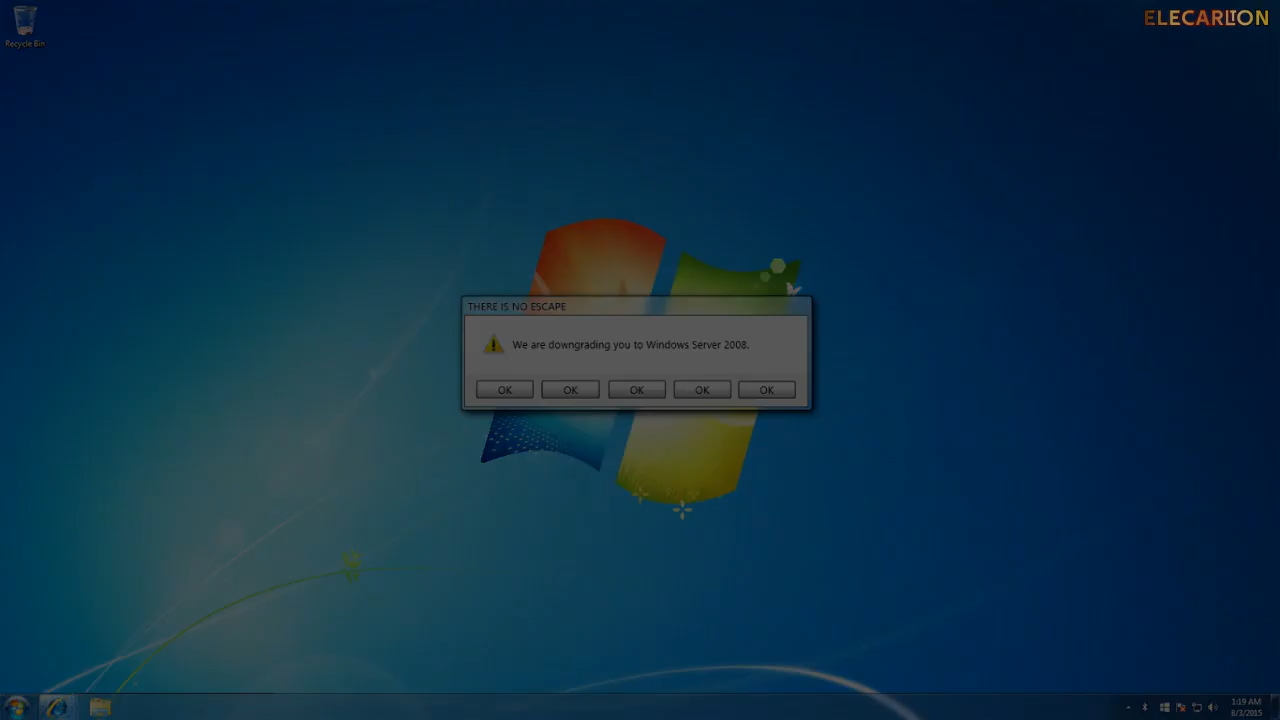 ELECARLTON
Recycle Bin
THERE IS NO ESCAPE
We are downgrading you to Windows Server 2008.
OK OK OK OK OK
1:19 AM
8/3/2015